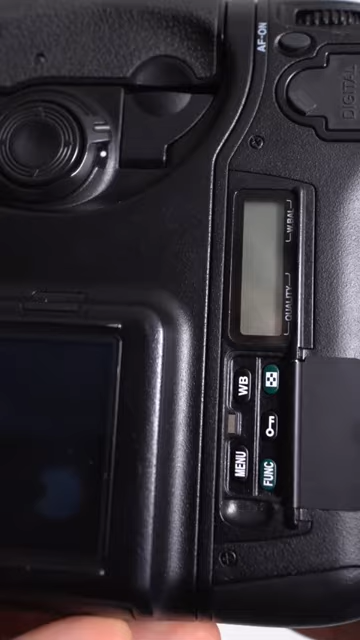 AF-ON
DIGITAL
W.BAL
QUALITY
WB
MENU
FUNC